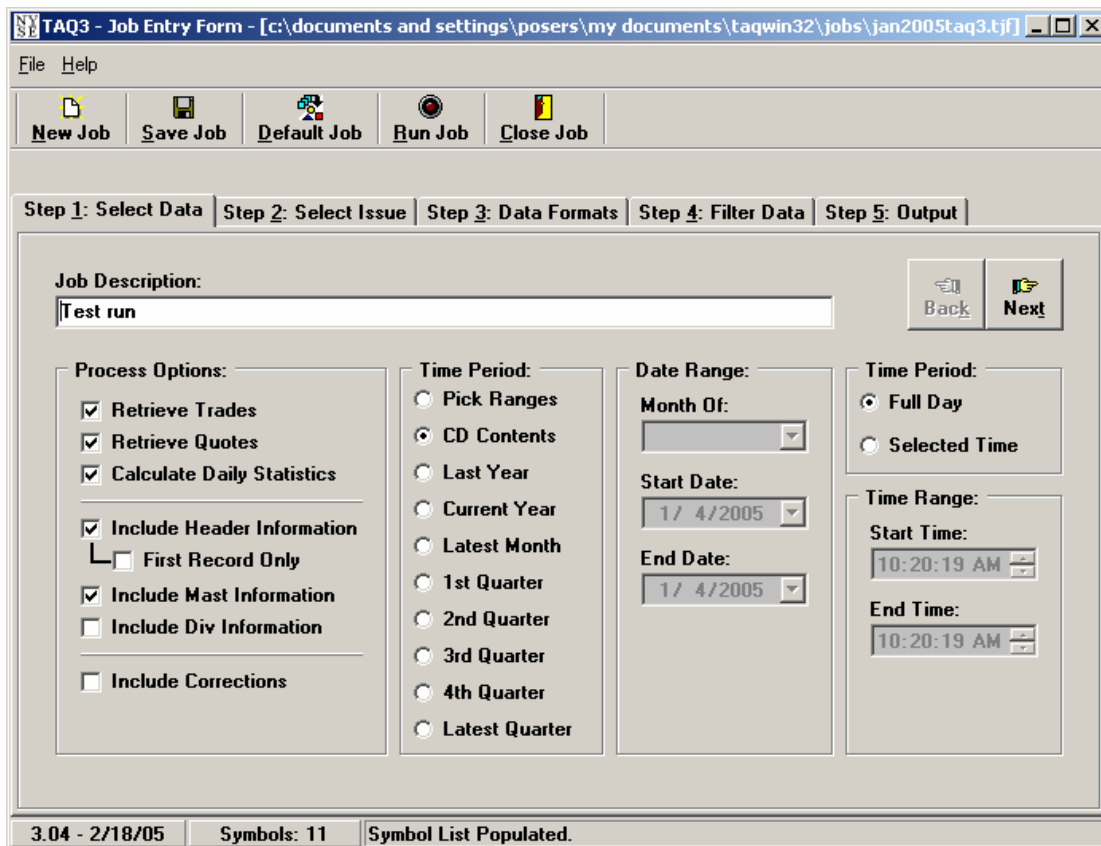 NY SE TAQ3 - Job Entry Form - [c:\documents and settings\posers\my documents\taqwin32\jobs\jan2005taq3.tjf]
File Help
New Job Save Job Default Job Run Job Close Job
Step 1: Select Data Step 2: Select Issue Step 3: Data Formats Step 4: Filter Data Step 5: Output
Job Description:
Test run
Back Next
Process Options:
Retrieve Trades
Retrieve Quotes
Calculate Daily Statistics
Include Header Information
First Record Only
Include Mast Information
Include Div Information
Include Corrections
Time Period:
Pick Ranges
CD Contents
Last Year
Current Year
Latest Month
1st Quarter
2nd Quarter
3rd Quarter
4th Quarter
Latest Quarter
Date Range:
Month Of:
Start Date:
1/ 4/2005
End Date:
1/ 4/2005
Time Period:
Full Day
Selected Time
Time Range:
Start Time:
10:20:19 AM
End Time:
10:20:19 AM
3.04 - 2/18/05 Symbols: 11 Symbol List Populated.